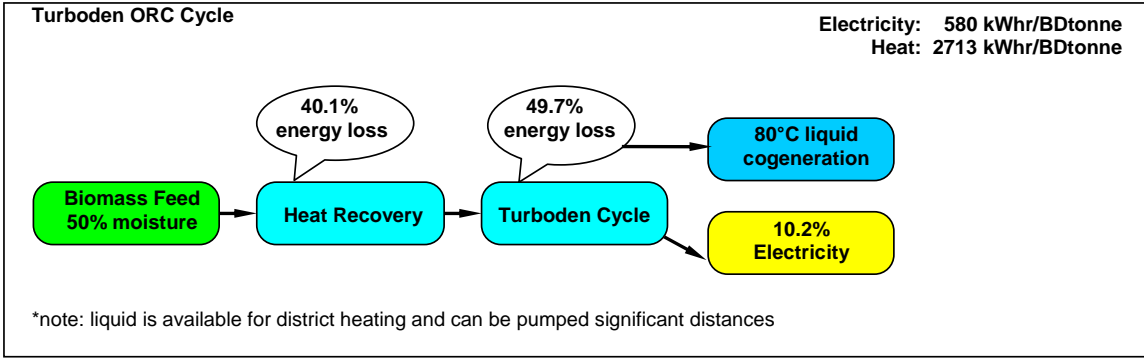 Turboden ORC Cycle
Electricity: 580 kWhr/BDtonne
Heat: 2713 kWhr/BDtonne
40.1%
energy loss
49.7%
energy loss
80°C liquid
cogeneration
Biomass Feed
50% moisture
Heat Recovery
Turboden Cycle
10.2%
Electricity
*note: liquid is available for district heating and can be pumped significant distances